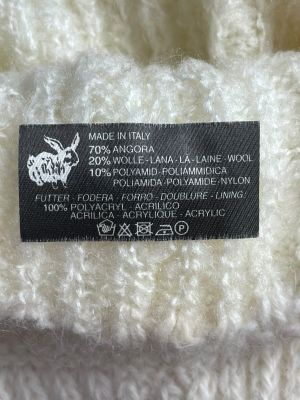 MADE IN ITALY
70% ANGORA
20% WOLLE-LANA-LÃ-LAINE-WOOL
10% POLYAMID-POLIAMMIDICA
POLIAMIDA-POLYAMIDE-NYLON
FUTTER-FODERA-FORRO-DOUBLURE-LINING:
100% POLYACRYL-ACRILICO
ACRILICA-ACRYLIQUE-ACRYLIC
P